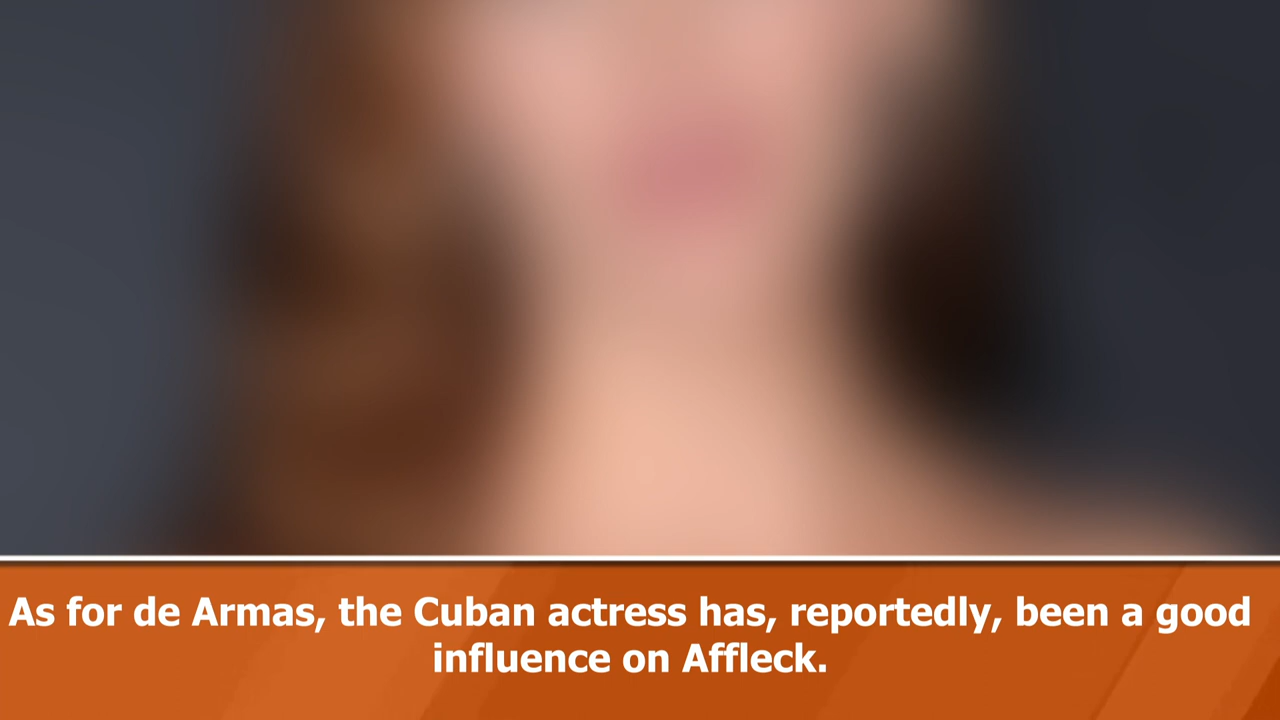 As for de Armas, the Cuban actress has, reportedly, been a good
influence on Affleck.